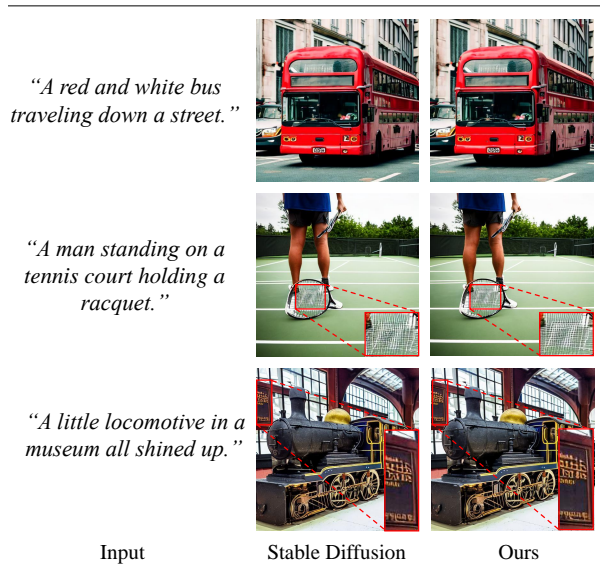 “A red and white bus
traveling down a street.”
“A man standing on a
tennis court holding a
racquet.”
“A little locomotive in a
museum all shined up.”
Input Stable Diffusion Ours